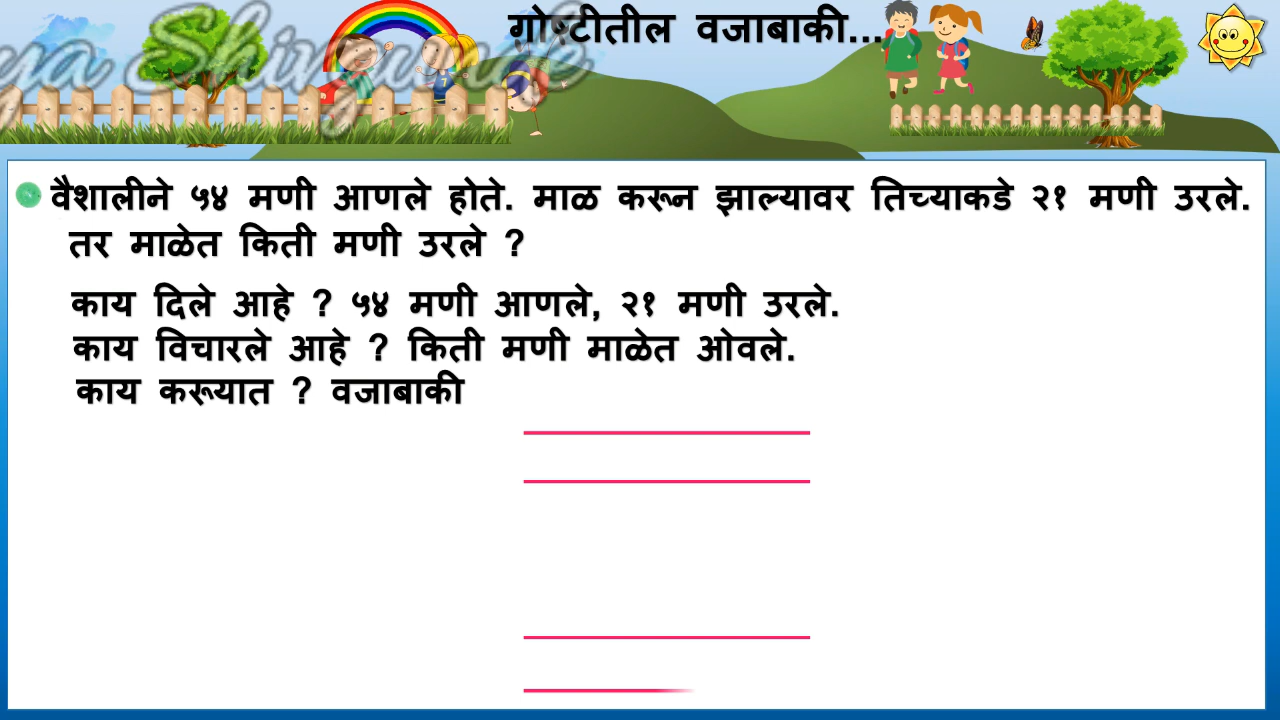 गोष्टीतील वजाबाकी...
वैशालीने ५४ मणी आणले होते. माळ करून झाल्यावर तिच्याकडे २१ मणी उरले.
तर माळेत किती मणी उरले ?
काय दिले आहे ? ५४ मणी आणले, २१ मणी उरले.
काय विचारले आहे ? किती मणी माळेत ओवले.
काय करूयात ? वजाबाकी